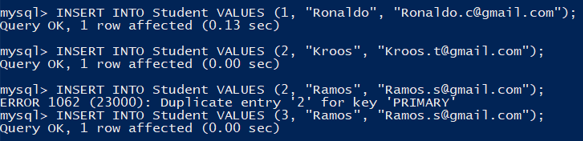 mysql> INSERT INTO Student VALUES (1, "Ronaldo", "Ronaldo.c@gmail.com");
Query OK, 1 row affected (0.13 sec)
mysql> INSERT INTO Student VALUES (2, "Kroos", "Kroos.t@gmail.com");
Query OK, 1 row affected (0.00 sec)
mysql> INSERT INTO Student VALUES (2, "Ramos", "Ramos.s@gmail.com");
ERROR 1062 (23000): Duplicate entry '2' for key 'PRIMARY'
mysql> INSERT INTO Student VALUES (3, "Ramos", "Ramos.s@gmail.com");
Query OK, 1 row affected (0.00 sec)